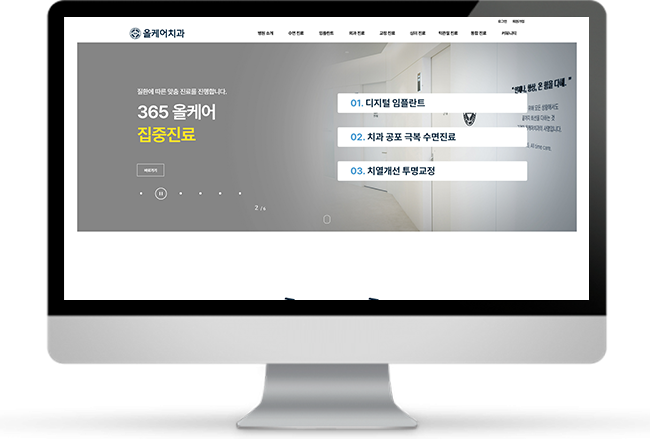 로그인 회원가입
올케어치과
병원 소개 수면 진료 임플란트 외과 진료 교정 진료 심미 진료 턱관절 진료 통합 진료 커뮤니티
질환에 따른 맞춤 진료를 진행합니다.
365 올케어
집중진료
바로가기
2 / 6
01. 디지털 임플란트
02. 치과 공포 극복 수면진료
03. 치열개선 투명교정